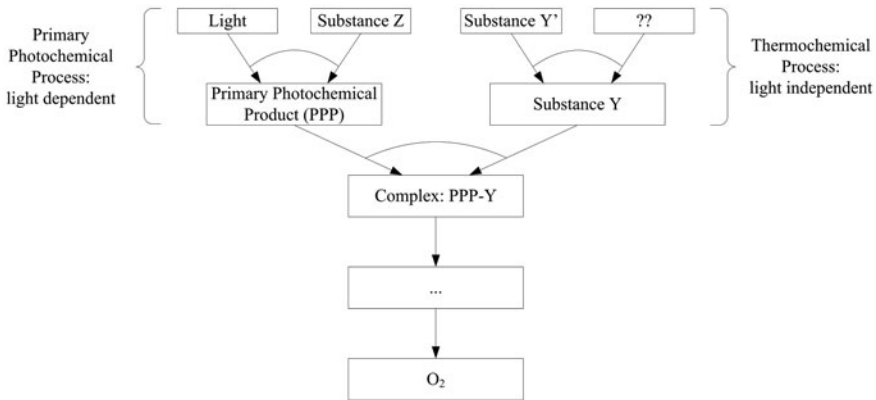 Primary
Photochemical
Process:
light dependent
Light
Substance Z
Substance Y’
??
Thermochemical
Process:
light independent
Primary Photochemical
Product (PPP)
Substance Y
Complex: PPP-Y
...
O₂